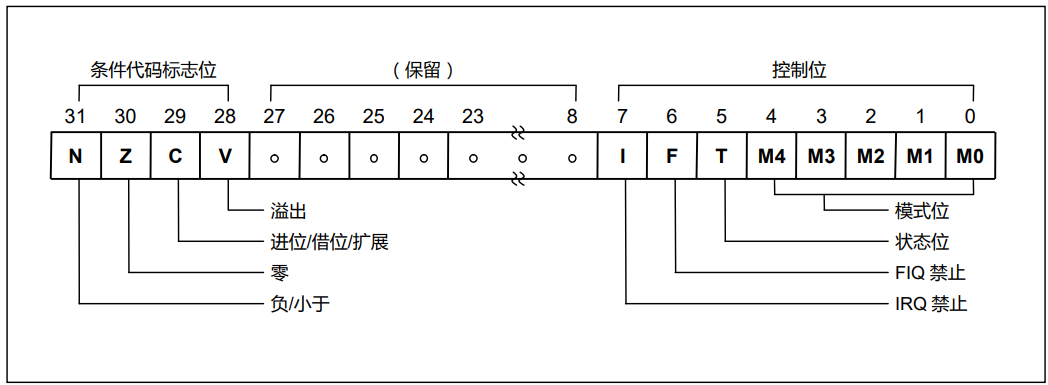 条件代码标志位 （保留） 控制位
31 30 29 28 27 26 25 24 23 8 7 6 5 4 3 2 1 0
N Z C V I F T M4 M3 M2 M1 M0
溢出 模式位
进位/借位/扩展 状态位
零 FIQ 禁止
负/小于 IRQ 禁止